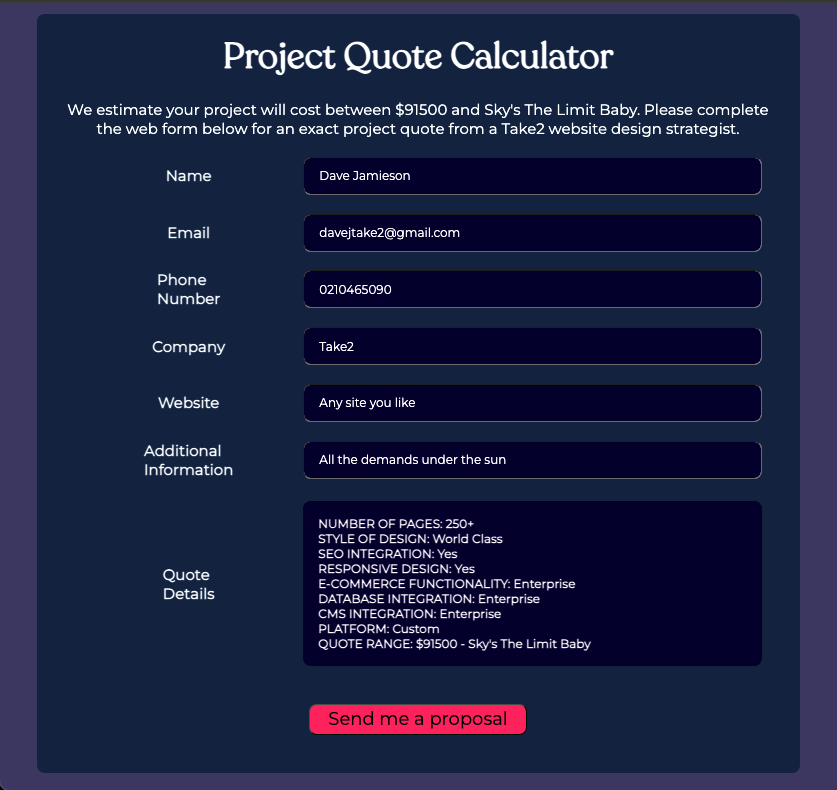 Project Quote Calculator
We estimate your project will cost between $91500 and Sky's The Limit Baby. Please complete
the web form below for an exact project quote from a Take2 website design strategist.
Name
Dave Jamieson
Email
davejtake2@gmail.com
Phone
Number
0210465090
Company
Take2
Website
Any site you like
Additional
Information
All the demands under the sun
Quote
Details
NUMBER OF PAGES: 250+
STYLE OF DESIGN: World Class
SEO INTEGRATION: Yes
RESPONSIVE DESIGN: Yes
E-COMMERCE FUNCTIONALITY: Enterprise
DATABASE INTEGRATION: Enterprise
CMS INTEGRATION: Enterprise
PLATFORM: Custom
QUOTE RANGE: $91500 - Sky's The Limit Baby
Send me a proposal